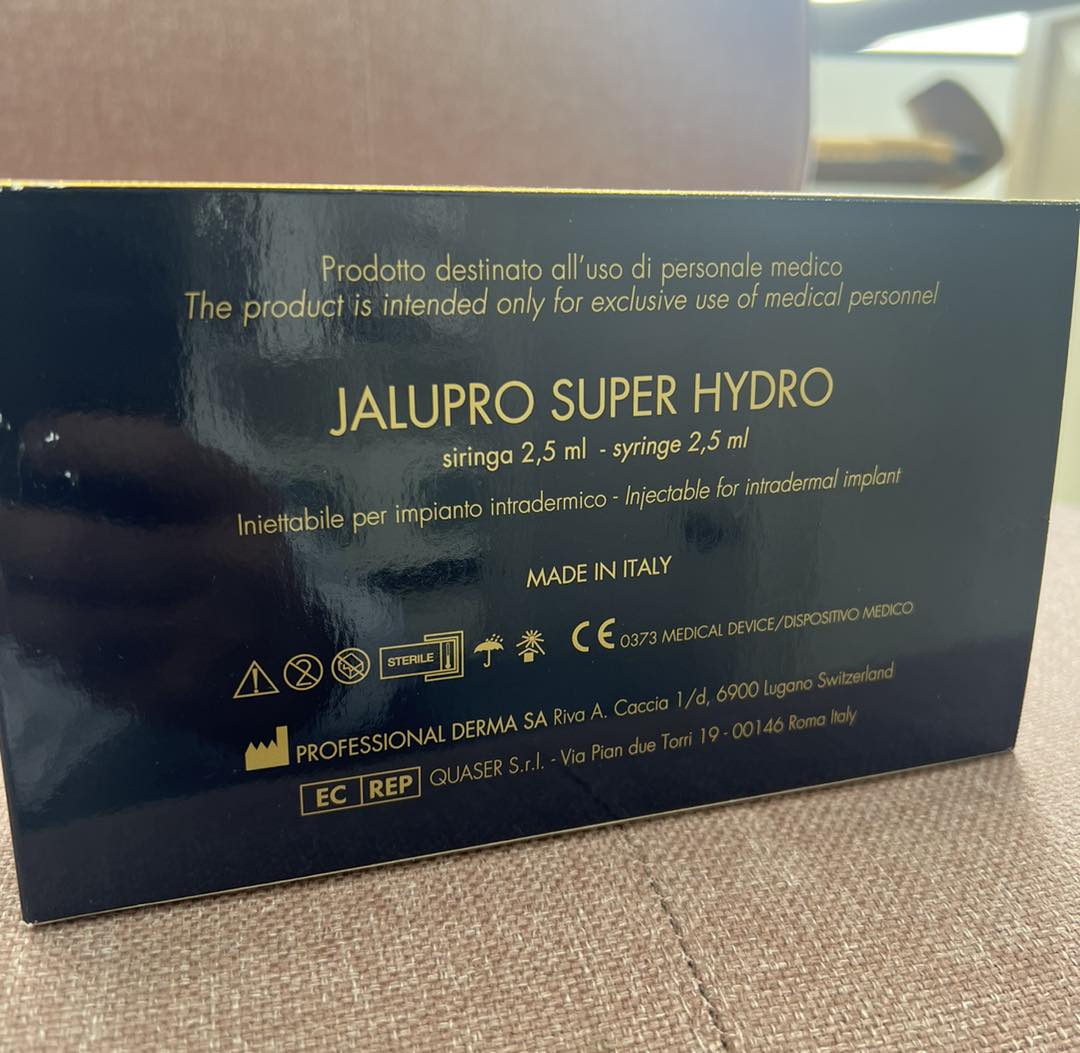 Prodotto destinato all'uso di personale medico
The product is intended only for exclusive use of medical personnel
JALUPRO SUPER HYDRO
siringa 2,5 ml - syringe 2,5 ml
Iniettabile per impianto intradermico - Injectable for intradermal implant
MADE IN ITALY
2 STERILE CE 0373 MEDICAL DEVICE/DISPOSITIVO MEDICO
PROFESSIONAL DERMA SA Riva A. Caccia 1/d, 6900 Lugano Switzerland
EC REP QUASER S.r.l. - Via Pian due Torri 19 - 00146 Roma Italy